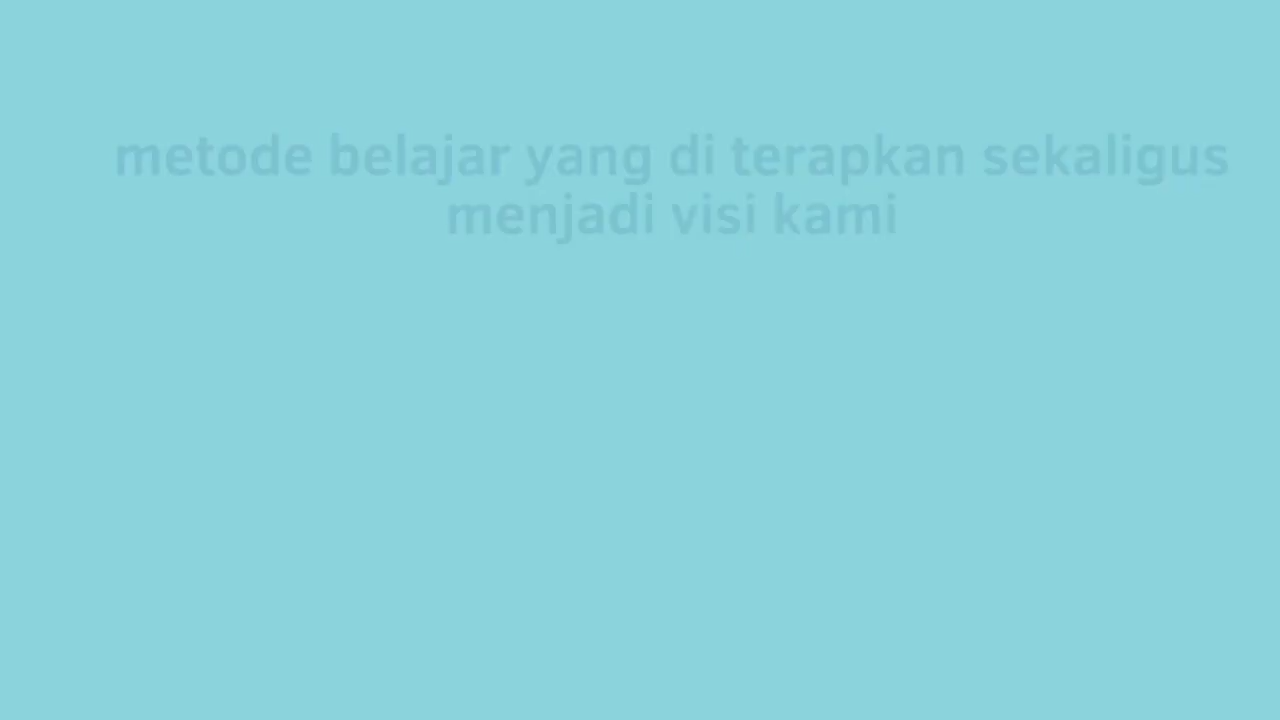 metode belajar yang di terapkan sekaligus
menjadi visi kami